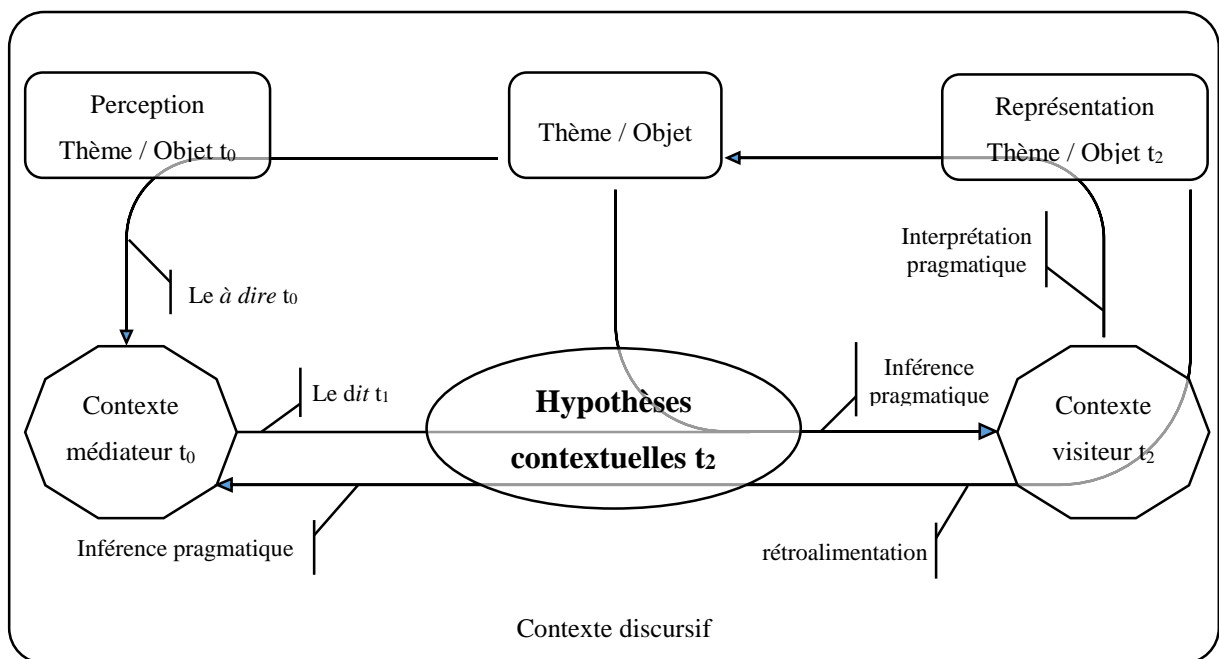 Perception
Thème / Objet t₀
Thème / Objet
Représentation
Thème / Objet t₂
Interprétation
pragmatique
Le à dire t₀
Contexte
médiateur t₀
Le dit t₁
Hypothèses
contextuelles t₂
Inférence
pragmatique
Contexte
visiteur t₂
Inférence pragmatique
rétroalimentation
Contexte discursif